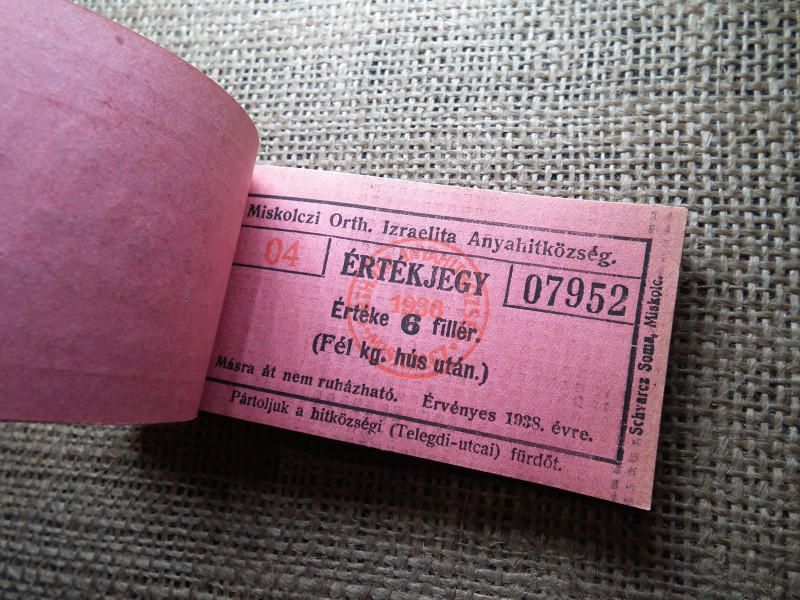 Miskolczi Orth. Izraelita Anyahitközség.
04
ÉRTÉKJEGY
07952
1938
Értéke 6 fillér.
(Fél kg. hús után.)
Másra át nem ruházható. Érvényes 1938. évre.
Pártoljuk a hitközségi (Telegdi-utcai) fürdőt.
Schvarcz Soma, Miskolc.